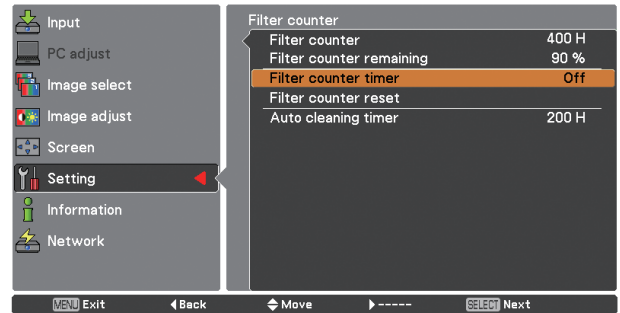 Input
PC adjust
Image select
Image adjust
Screen
Setting
Information
Network
Filter counter
Filter counter 400 H
Filter counter remaining 90 %
Filter counter timer Off
Filter counter reset
Auto cleaning timer 200 H
MENU Exit Back Move ----- SELECT Next